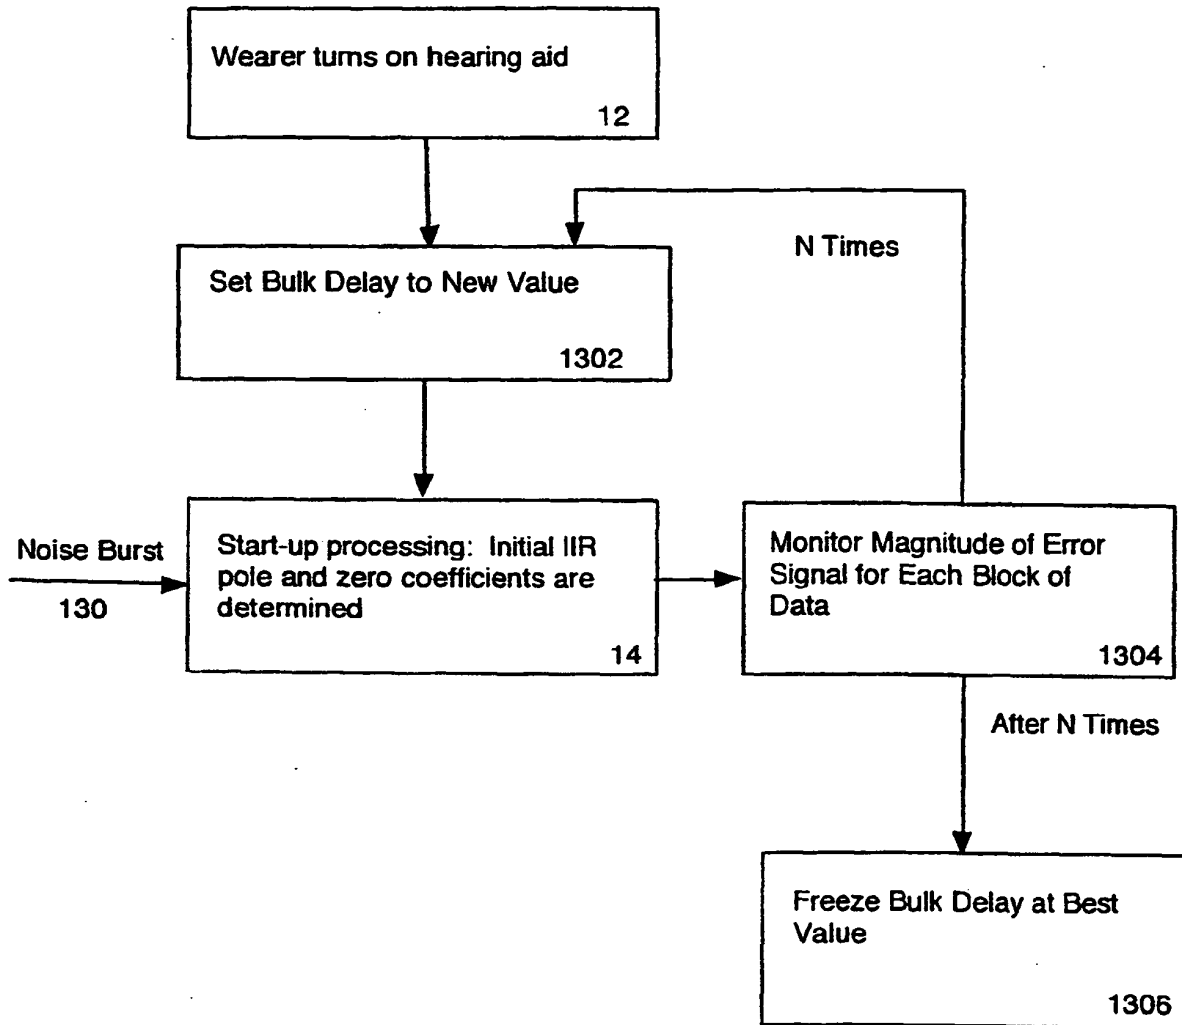 Wearer turns on hearing aid
12
N Times
Set Bulk Delay to New Value
1302
Noise Burst
130
Start-up processing: Initial IIR
pole and zero coefficients are
determined
14
Monitor Magnitude of Error
Signal for Each Block of
Data
1304
After N Times
Freeze Bulk Delay at Best
Value
1306